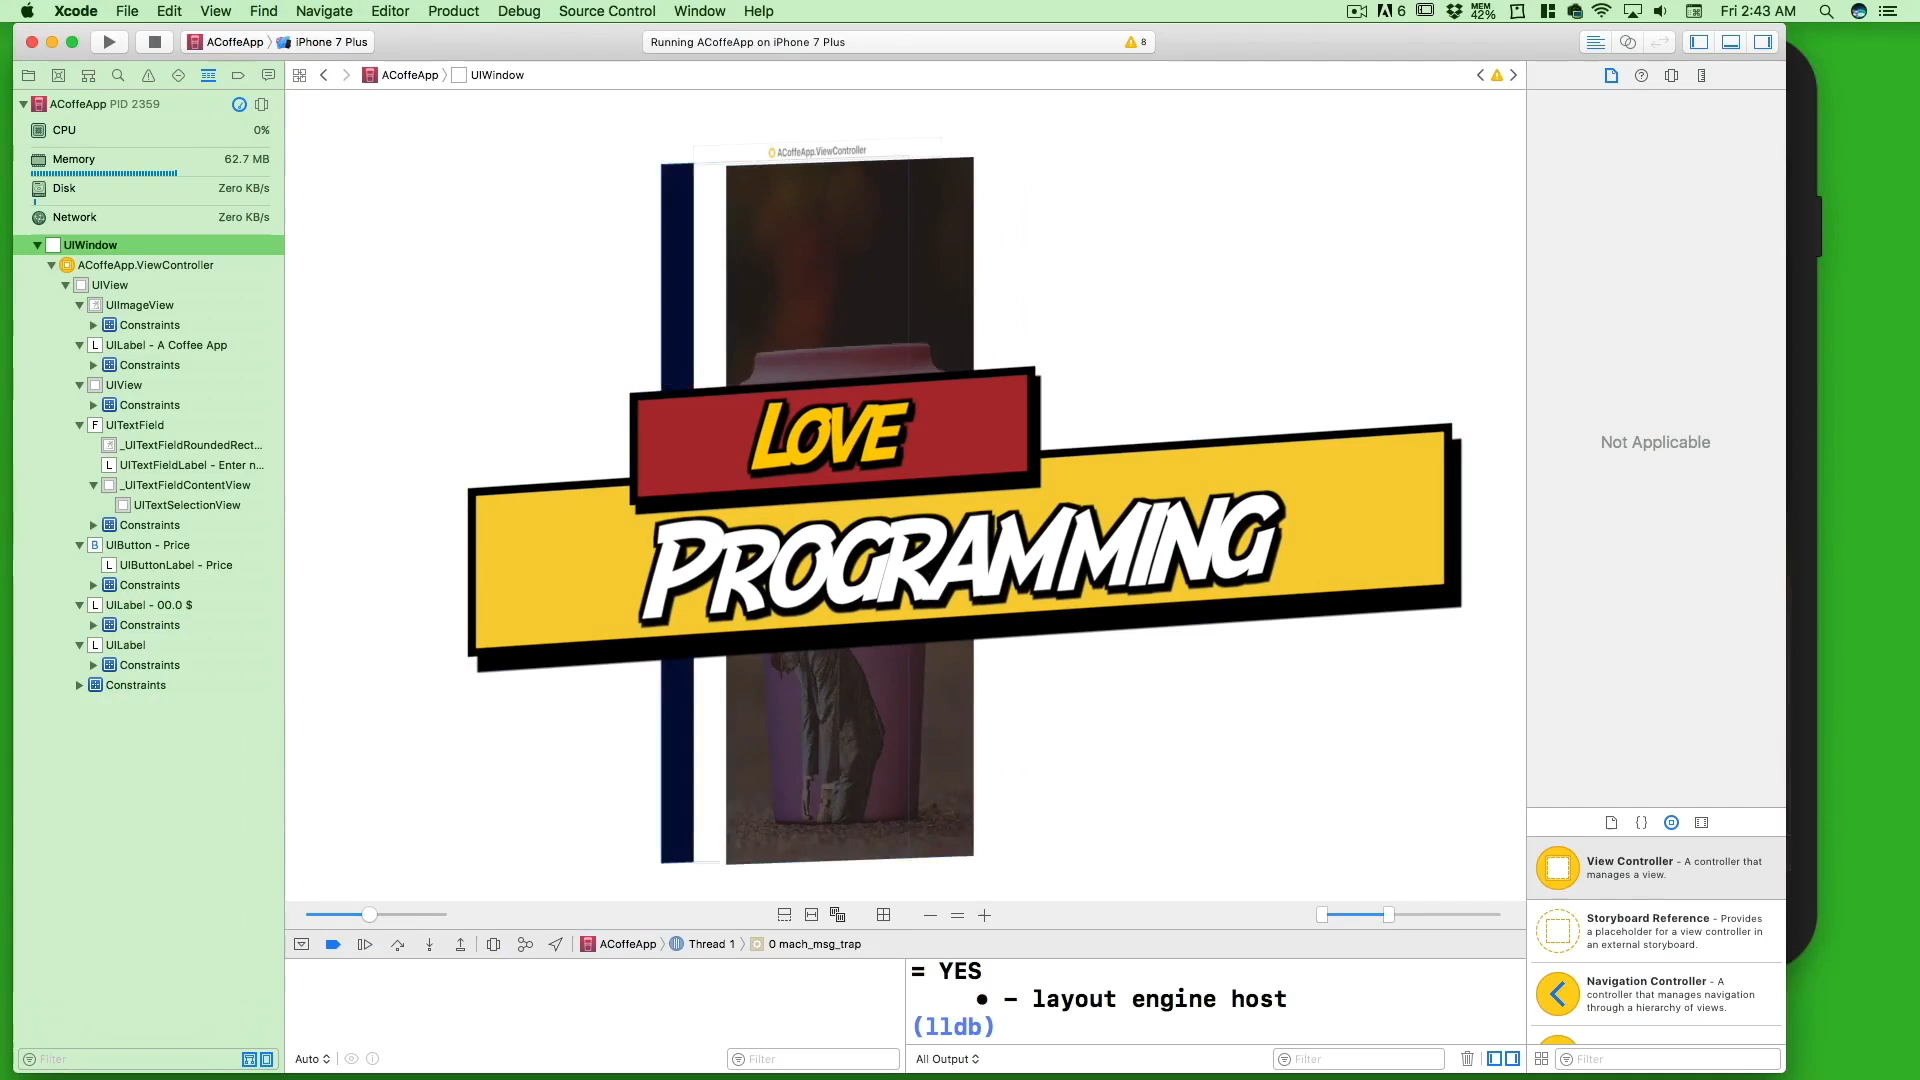 Xcode File Edit View Find Navigate Editor Product Debug Source Control Window Help
6 MEM 42% Fri 2:43 AM
ACoffeApp iPhone 7 Plus
Running ACoffeApp on iPhone 7 Plus
8
ACoffeApp UIWindow
ACoffeApp PID 2359
CPU 0%
Memory 62.7 MB
Disk Zero KB/s
Network Zero KB/s
UIWindow
ACoffeApp.ViewController
UIView
UIImageView
Constraints
L UILabel - A Coffee App
Constraints
UIView
Constraints
F UITextField
_UITextFieldRoundedRect...
L UITextFieldLabel - Enter n...
_UITextFieldContentView
UITextSelectionView
Constraints
B UIButton - Price
L UIButtonLabel - Price
Constraints
L UILabel - 00.0 $
Constraints
L UILabel
Constraints
Constraints
Filter
ACoffeApp.ViewController
LOVE
PROGRAMMING
ACoffeApp Thread 1 0 mach_msg_trap
Auto
Filter
= YES
• - layout engine host
(lldb)
All Output
Filter
Not Applicable
View Controller - A controller that
manages a view.
Storyboard Reference - Provides
a placeholder for a view controller in
an external storyboard.
Navigation Controller - A
controller that manages navigation
through a hierarchy of views.
Filter